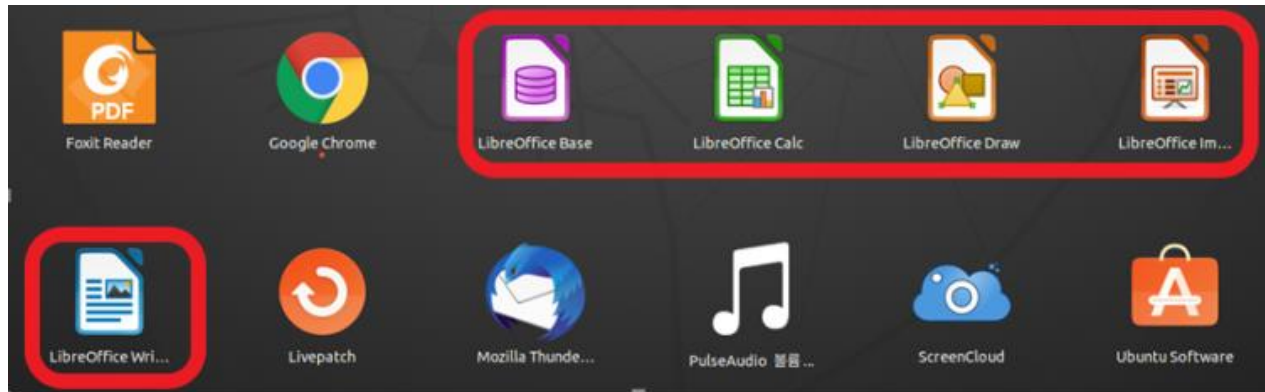 PDF
Foxit Reader
Google Chrome
LibreOffice Base
LibreOffice Calc
LibreOffice Draw
LibreOffice Im...
LibreOffice Wri...
Livepatch
Mozilla Thunde...
PulseAudio 볼륨 ...
ScreenCloud
Ubuntu Software